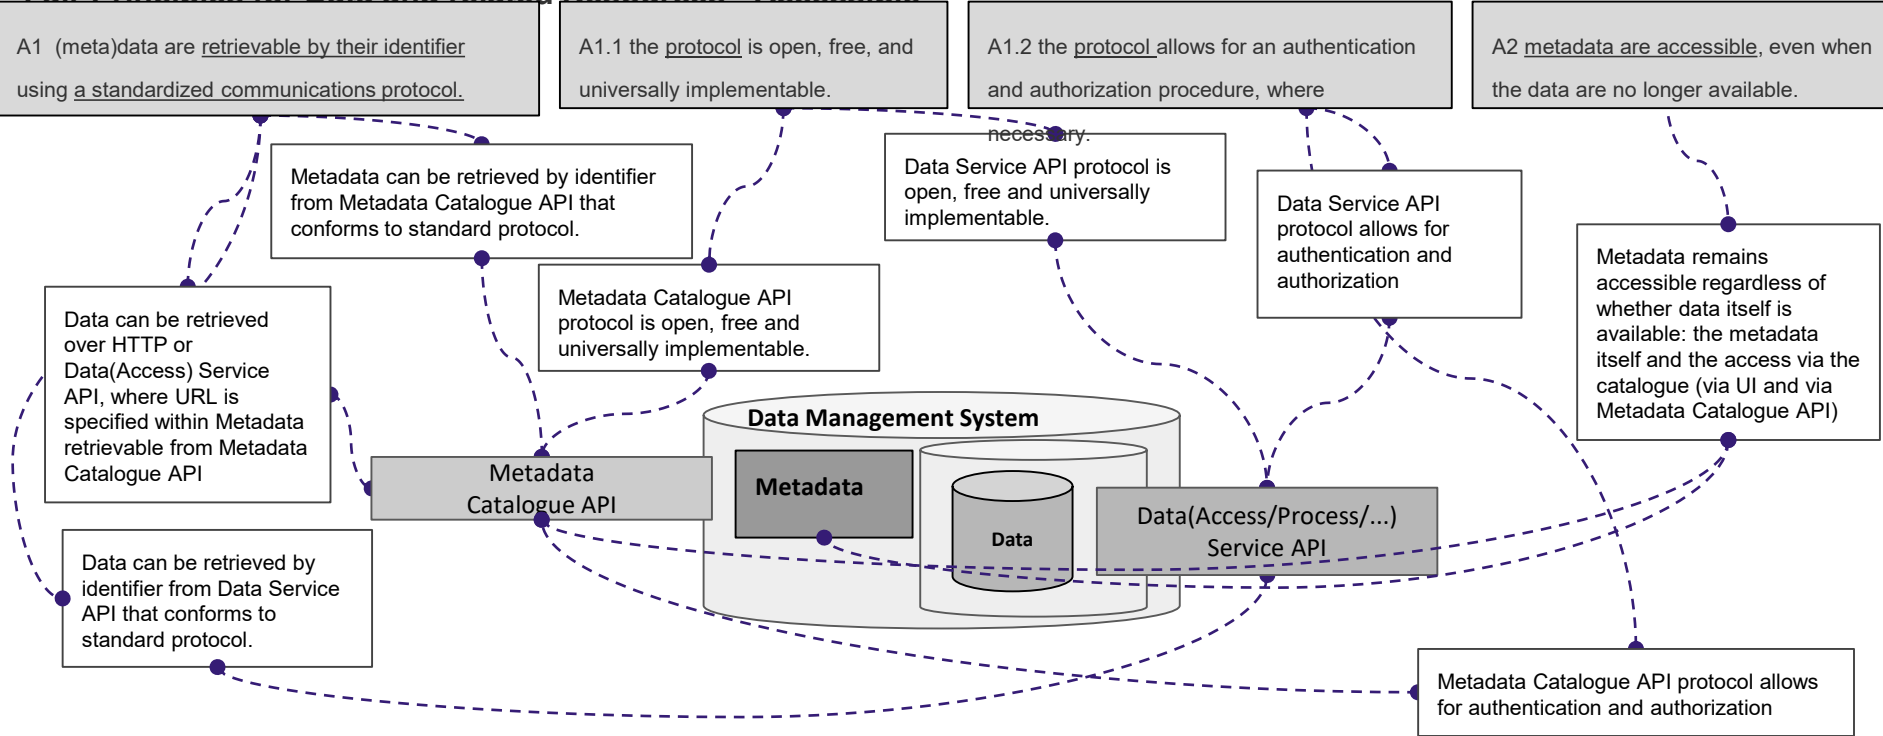 A1 (meta)data are retrievable by their identifier
using a standardized communications protocol.
A1.1 the protocol is open, free, and
universally implementable.
A1.2 the protocol allows for an authentication
and authorization procedure, where
necessary.
A2 metadata are accessible, even when
the data are no longer available.
Metadata can be retrieved by identifier
from Metadata Catalogue API that
conforms to standard protocol.
Data Service API protocol is
open, free and universally
implementable.
Data Service API
protocol allows for
authentication and
authorization
Metadata remains
accessible regardless of
whether data itself is
available: the metadata
itself and the access via the
catalogue (via UI and via
Metadata Catalogue API)
Data can be retrieved
over HTTP or
Data(Access) Service
API, where URL is
specified within Metadata
retrievable from Metadata
Catalogue API
Metadata Catalogue API
protocol is open, free and
universally implementable.
Data Management System
Metadata
Catalogue API
Metadata
Data
Data(Access/Process/...)
Service API
Data can be retrieved by
identifier from Data Service
API that conforms to
standard protocol.
Metadata Catalogue API protocol allows
for authentication and authorization